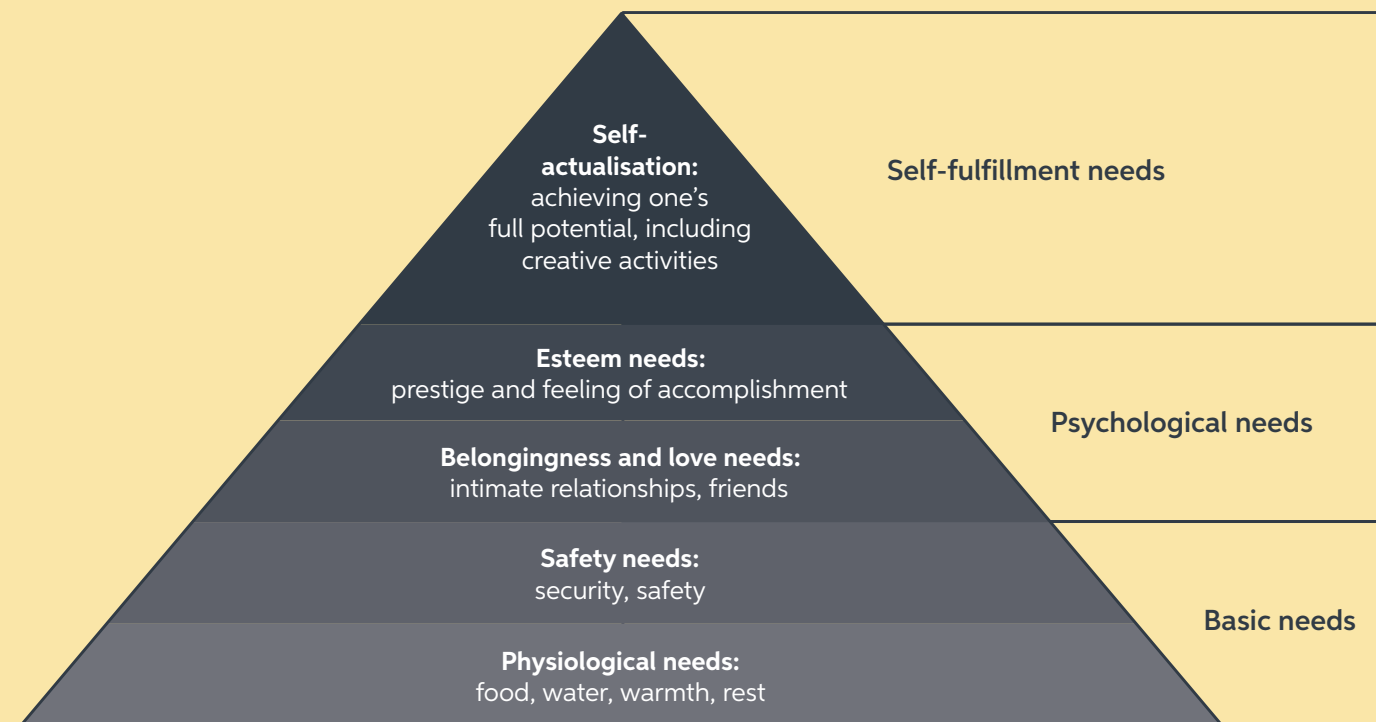 Self-
actualisation:
achieving one’s
full potential, including
creative activities
Self-fulfillment needs
Esteem needs:
prestige and feeling of accomplishment
Psychological needs
Belongingness and love needs:
intimate relationships, friends
Safety needs:
security, safety
Basic needs
Physiological needs:
food, water, warmth, rest